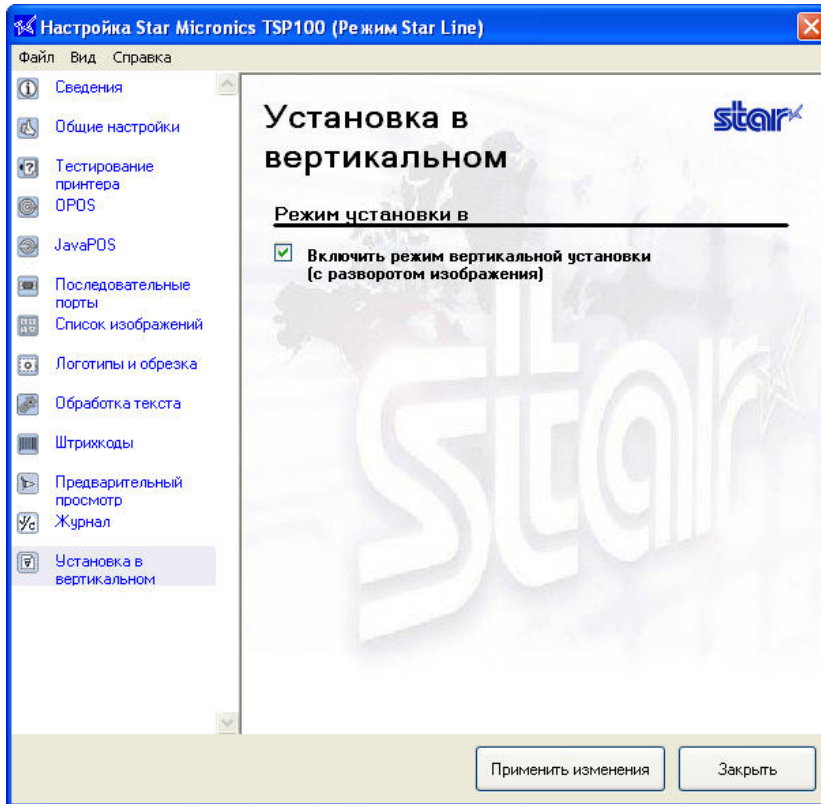 Настройка Star Micronics TSP100 (Режим Star Line)
Файл Вид Справка
Сведения
Общие настройки
Тестирование
принтера
OPOS
JavaPOS
Последовательные
порты
Список изображений
Логотипы и обрезка
Обработка текста
Штрихкоды
Предварительный
просмотр
Журнал
Установка в
вертикальном
Установка в
вертикальном
star
Режим установки в
Включить режим вертикальной установки
(с разворотом изображения)
star
Применить изменения
Закрыть